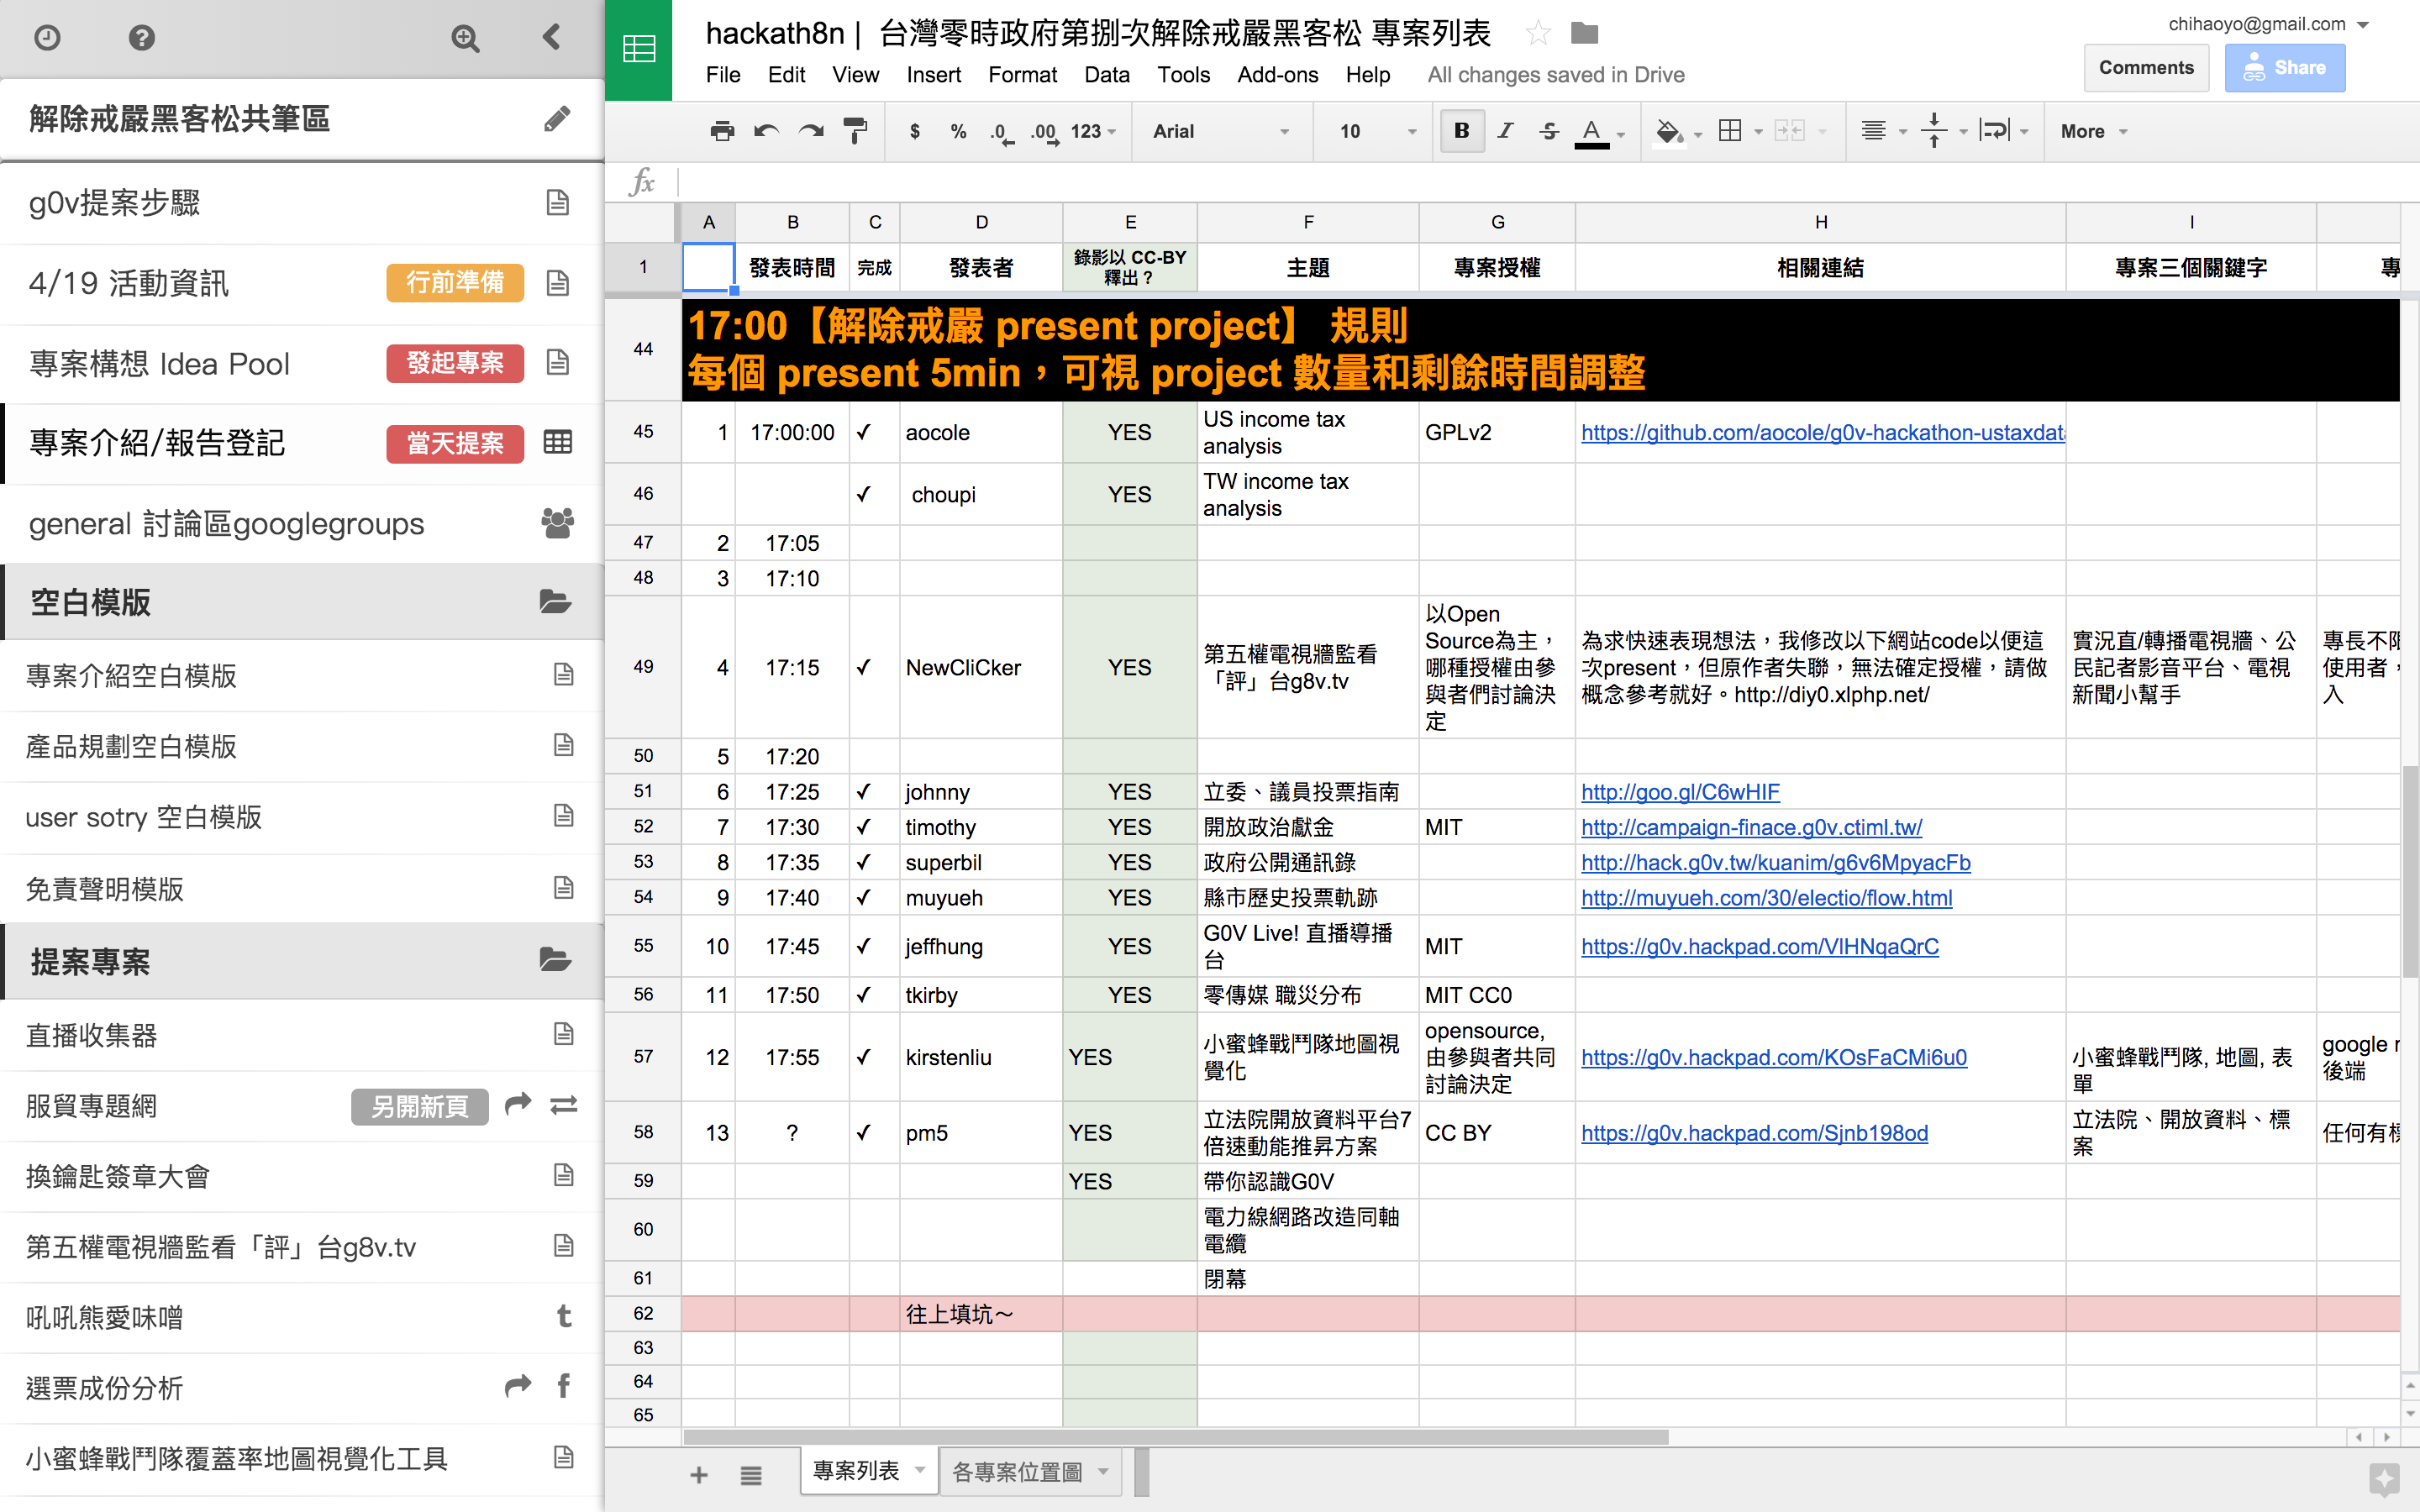 解除戒嚴黑客松共筆區
g0v提案步驟
4/19 活動資訊 行前準備
專案構想 Idea Pool 發起專案
專案介紹/報告登記 當天提案
general 討論區googlegroups
空白模版
專案介紹空白模版
產品規劃空白模版
user sotry 空白模版
免責聲明模版
提案專案
直播收集器
服貿專題網 另開新頁
換鑰匙簽章大會
第五權電視牆監看「評」台g8v.tv
吼吼熊愛味噌
選票成份分析
小蜜蜂戰鬥隊覆蓋率地圖視覺化工具
hackath8n | 台灣零時政府第捌次解除戒嚴黑客松 專案列表
chihaoyo@gmail.com
File Edit View Insert Format Data Tools Add-ons Help All changes saved in Drive
Comments Share
$ % .0 .00 123 Arial 10 B I S A More
fx
A B C D E F G H I
1 發表時間 完成 發表者 錄影以 CC-BY 主題 專案授權 相關連結 專案三個關鍵字 專
釋出？
44 17:00【解除戒嚴 present project】 規則
每個 present 5min，可視 project 數量和剩餘時間調整
45 1 17:00:00 ✓ aocole YES US income tax GPLv2 https://github.com/aocole/g0v-hackathon-ustaxdata
analysis
46 ✓ choupi YES TW income tax
analysis
47 2 17:05
48 3 17:10
49 4 17:15 ✓ NewCliCker YES 第五權電視牆監看
「評」台g8v.tv
以Open
Source為主，
哪種授權由參
與者們討論決
定
為求快速表現想法，我修改以下網站code以便這
次present，但原作者失聯，無法確定授權，請做
概念參考就好。http://diy0.xlphp.net/
實況直/轉播電視牆、公
民記者影音平台、電視
新聞小幫手
專長不限
使用者，
入
50 5 17:20
51 6 17:25 ✓ johnny YES 立委、議員投票指南 http://goo.gl/C6wHIF
52 7 17:30 ✓ timothy YES 開放政治獻金 MIT http://campaign-finace.g0v.ctiml.tw/
53 8 17:35 ✓ superbil YES 政府公開通訊錄 http://hack.g0v.tw/kuanim/g6v6MpyacFb
54 9 17:40 ✓ muyueh YES 縣市歷史投票軌跡 http://muyueh.com/30/electio/flow.html
55 10 17:45 ✓ jeffhung YES G0V Live! 直播導播 MIT https://g0v.hackpad.com/VlHNqaQrC
台
56 11 17:50 ✓ tkirby YES 零傳媒 職災分布 MIT CC0
57 12 17:55 ✓ kirstenliu YES 小蜜蜂戰鬥隊地圖視
覺化
opensource,
由參與者共同
討論決定
https://g0v.hackpad.com/KOsFaCMi6u0
小蜜蜂戰鬥隊, 地圖, 表
單
google
後端
58 13 ? ✓ pm5 YES 立法院開放資料平台7
倍速動能推昇方案
CC BY https://g0v.hackpad.com/Sjnb198od
立法院、開放資料、標
案
任何有
59 YES 帶你認識G0V
60 電力線網路改造同軸
電纜
61 閉幕
62 往上填坑～
63
64
65
專案列表 各專案位置圖